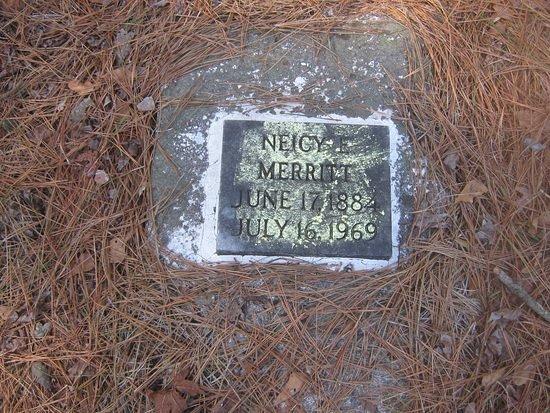 NEICY E.
MERRITT
JUNE 17, 1884
JULY 16, 1969